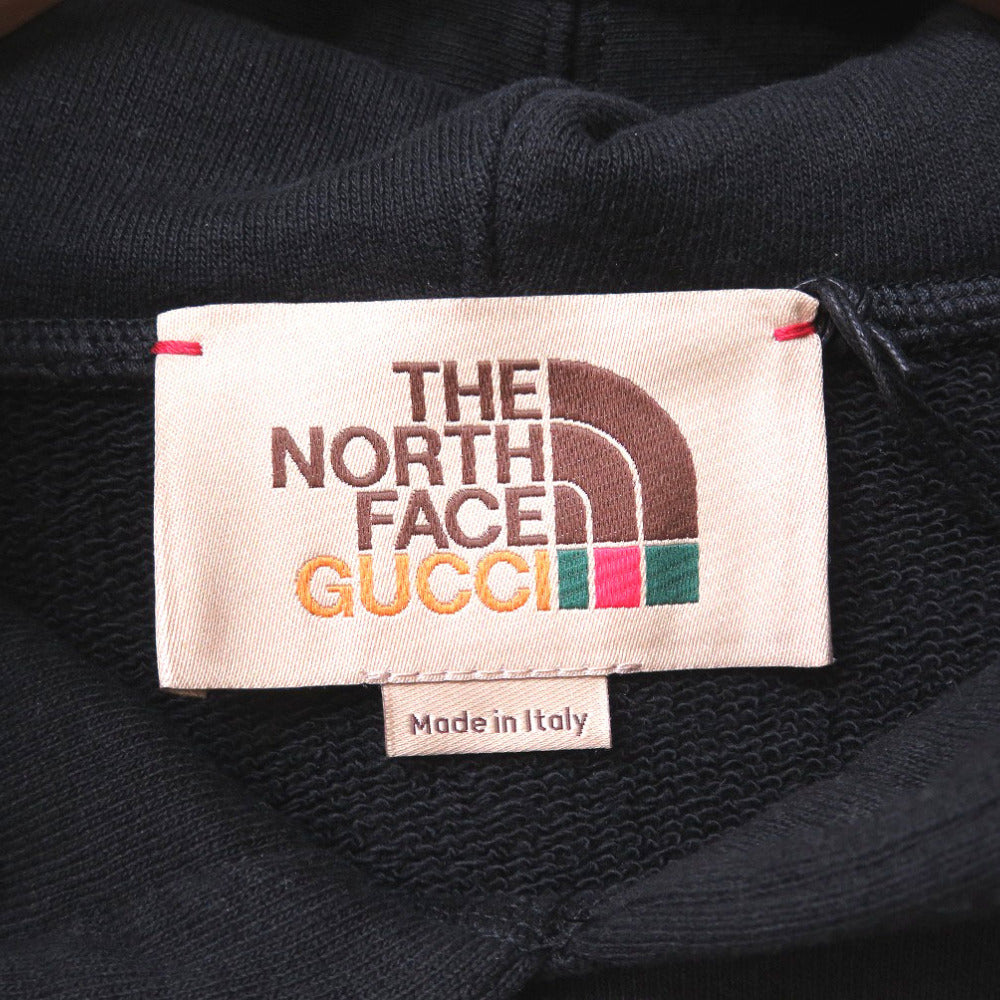 THE
NORTH
FACE
GUCCI
Made in Italy